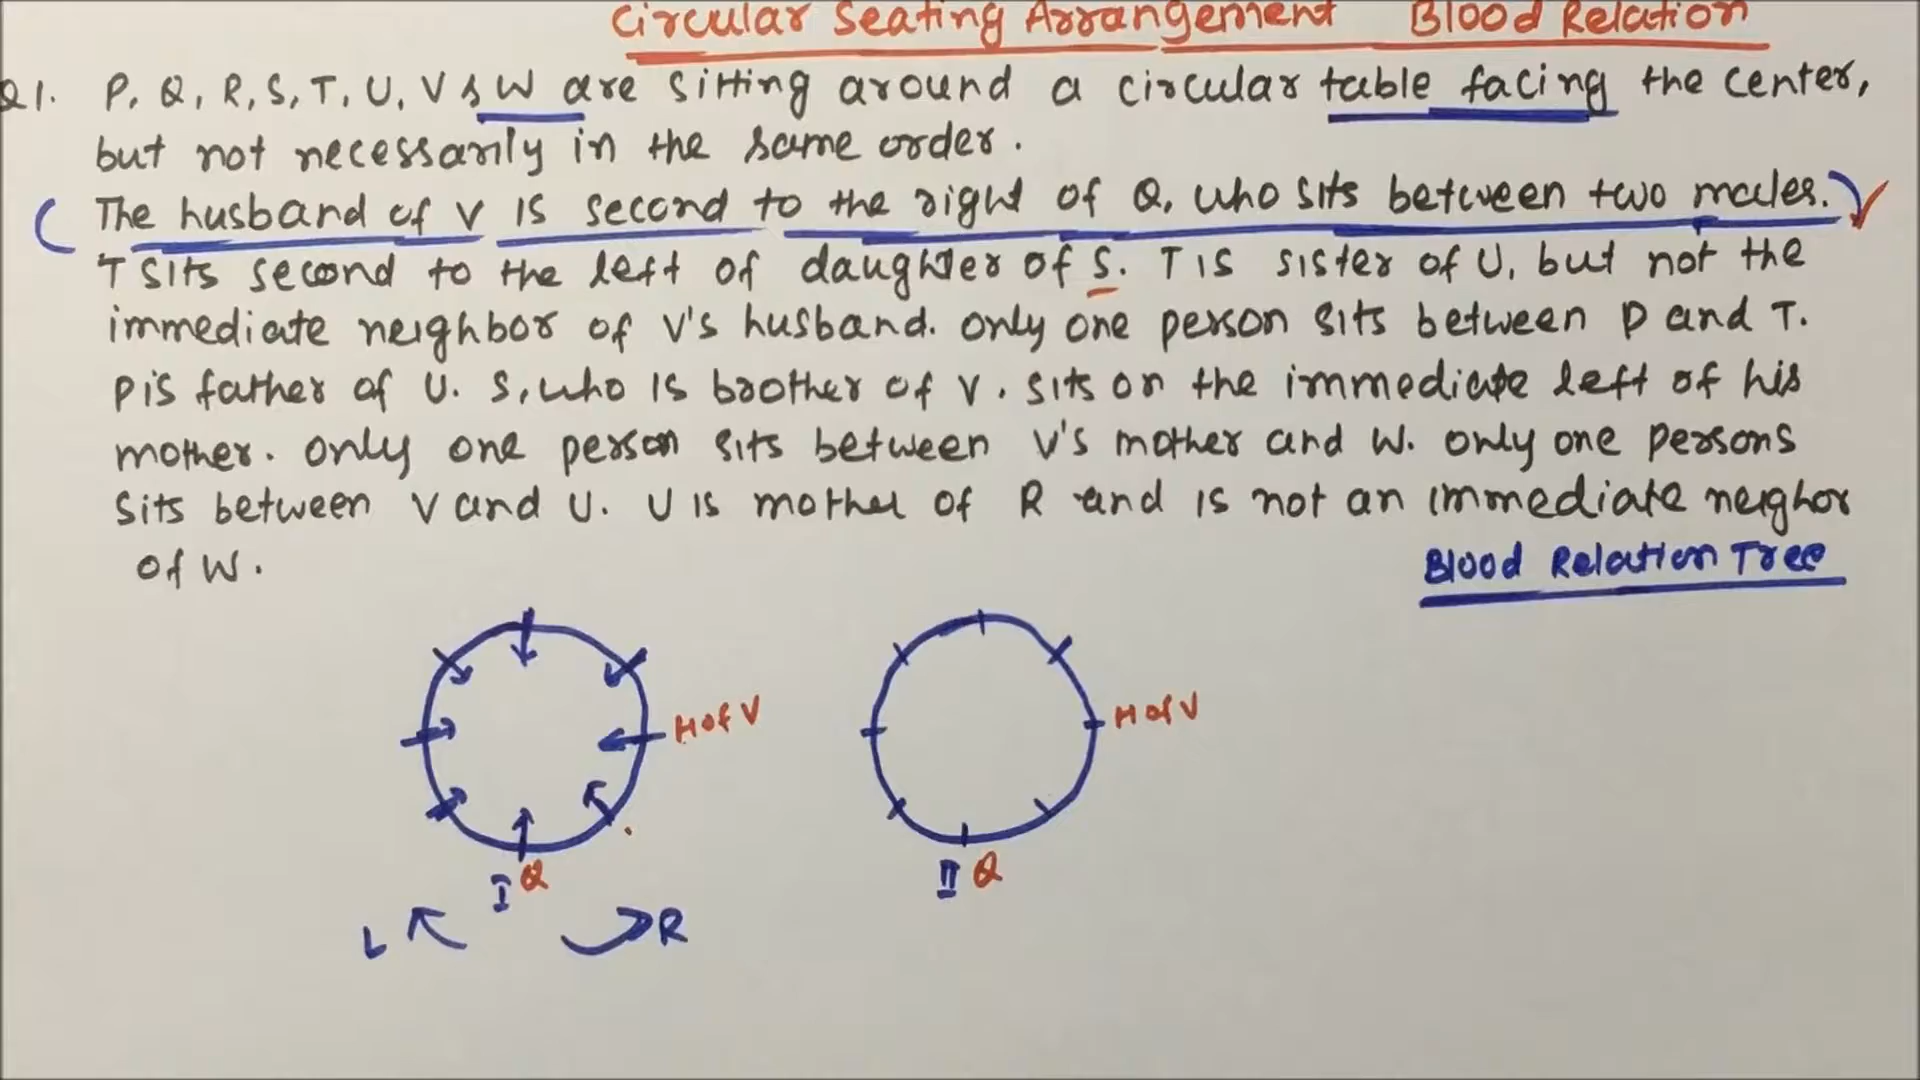 Circular Seating Arrangement Blood Relation
Q1. P, Q, R, S, T, U, V & W are sitting around a circular table facing the center,
but not necessarily in the same order.
(The husband of V is second to the right of Q, who sits between two males.)
T sits second to the left of daughter of S. T is sister of U, but not the
immediate neighbor of V's husband. only one person sits between P and T.
P is father of U. S, who is brother of V, sits on the immediate left of his
mother. only one person sits between V's mother and W. only one persons
sits between V and U. U is mother of R and is not an immediate neighor
of W.
Blood Relation Tree
H of V
H of V
I Q
II Q
L R